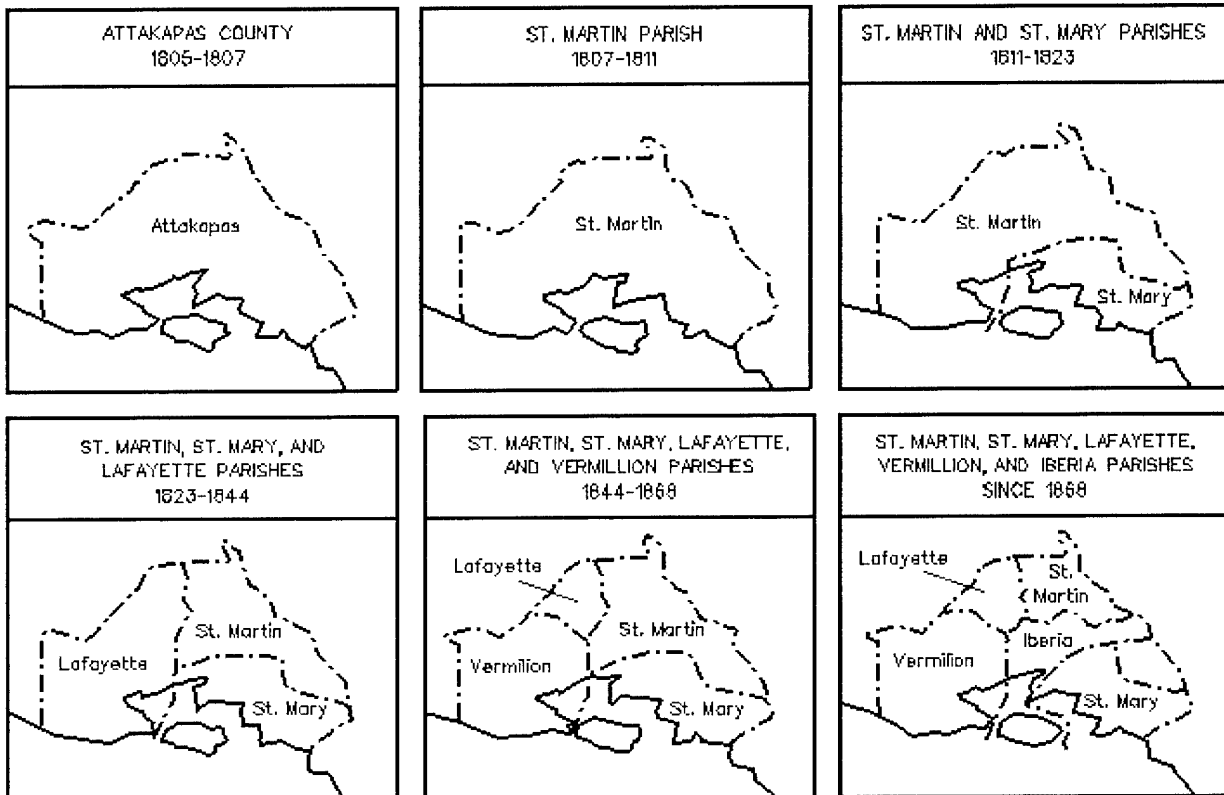 ATTAKAPAS COUNTY
1805-1807
Attakapas
ST. MARTIN PARISH
1807-1811
St. Martin
ST. MARTIN AND ST. MARY PARISHES
1811-1823
St. Martin
St. Mary
ST. MARTIN, ST. MARY, AND
LAFAYETTE PARISHES
1823-1844
St. Martin
Lafayette
St. Mary
ST. MARTIN, ST. MARY, LAFAYETTE,
AND VERMILLION PARISHES
1844-1868
Lafayette
St. Martin
Vermilion
St. Mary
ST. MARTIN, ST. MARY, LAFAYETTE,
VERMILLION, AND IBERIA PARISHES
SINCE 1868
Lafayette
St.
Martin
Iberia
Vermilion
St. Mary